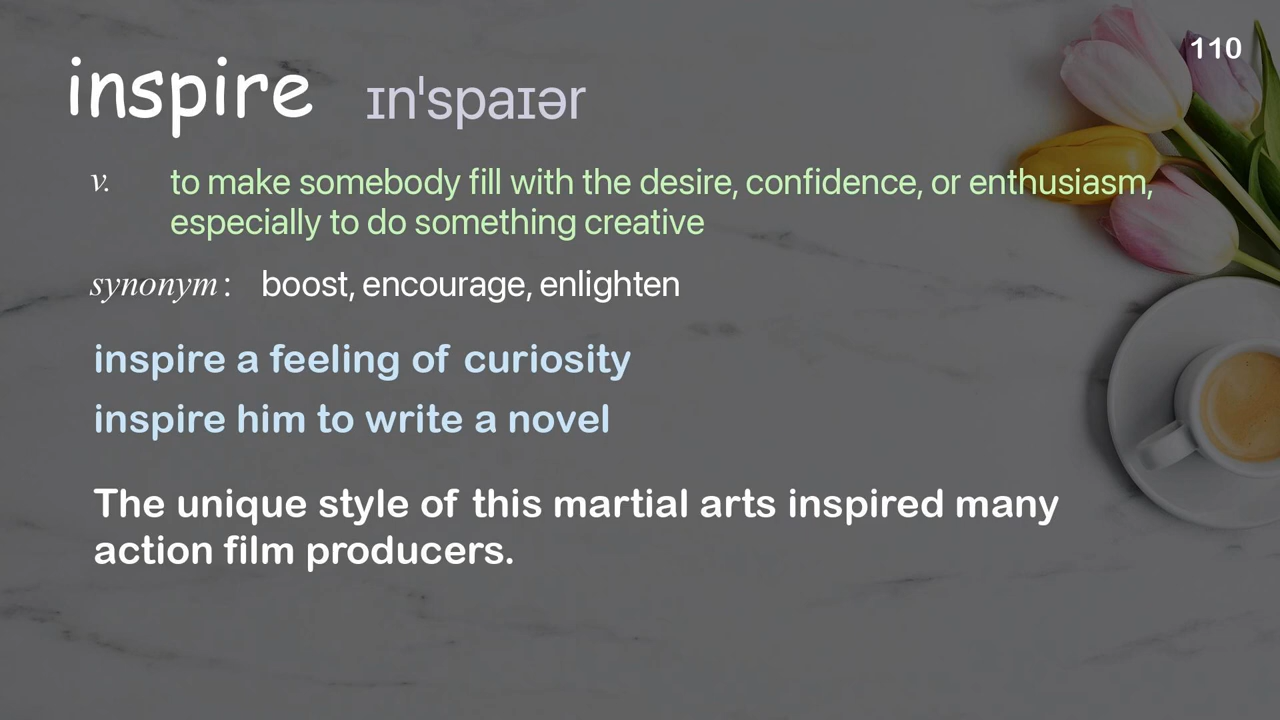 110
inspire ɪnˈspaɪər
v. to make somebody fill with the desire, confidence, or enthusiasm,
especially to do something creative
synonym: boost, encourage, enlighten
inspire a feeling of curiosity
inspire him to write a novel
The unique style of this martial arts inspired many
action film producers.